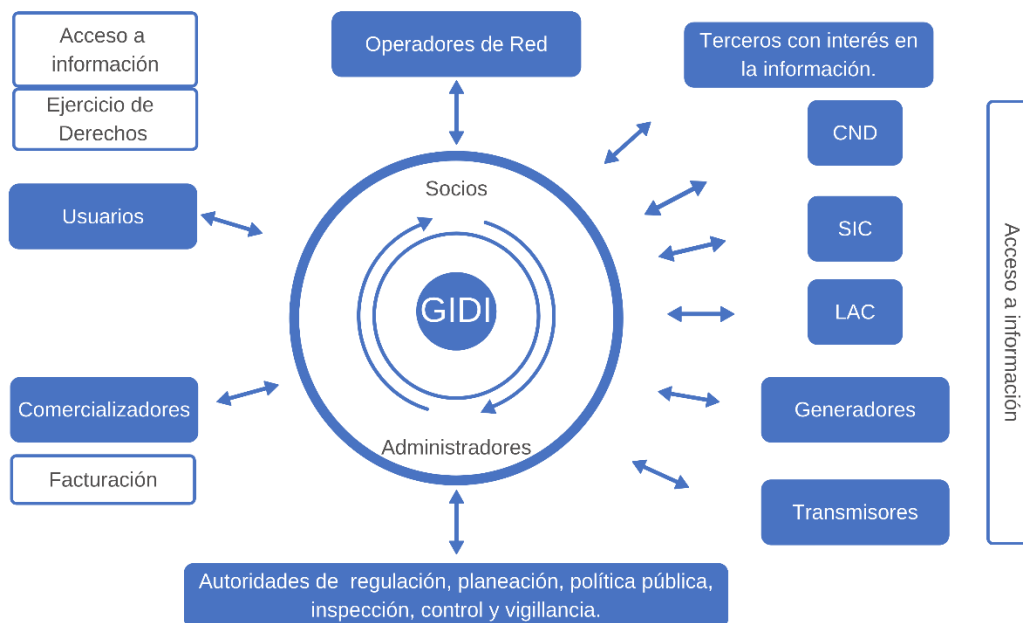 Acceso a
información
Ejercicio de
Derechos
Operadores de Red
Terceros con interés en
la información.
CND
Usuarios
Socios
SIC
GIDI
LAC
Acceso a información
Comercializadores
Generadores
Administradores
Facturación
Transmisores
Autoridades de regulación, planeación, política pública,
inspección, control y vigillancia.